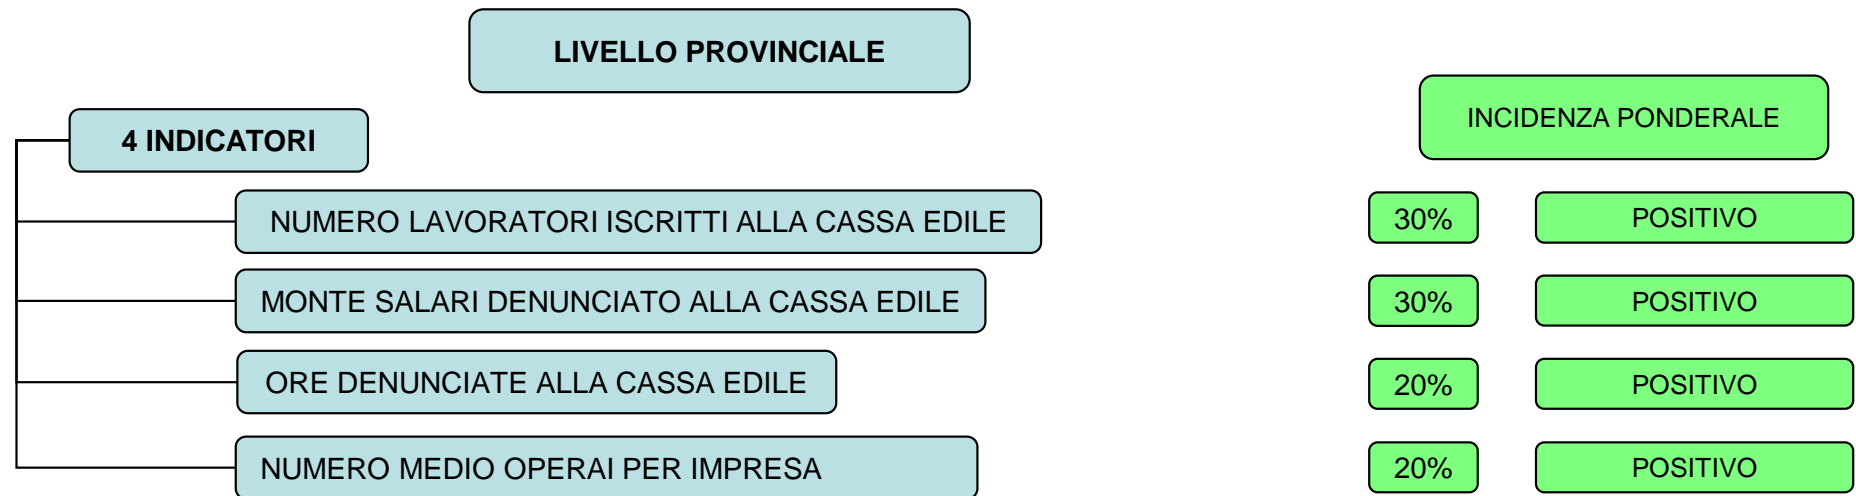 LIVELLO PROVINCIALE
INCIDENZA PONDERALE
4 INDICATORI
NUMERO LAVORATORI ISCRITTI ALLA CASSA EDILE 30% POSITIVO
MONTE SALARI DENUNCIATO ALLA CASSA EDILE 30% POSITIVO
ORE DENUNCIATE ALLA CASSA EDILE 20% POSITIVO
NUMERO MEDIO OPERAI PER IMPRESA 20% POSITIVO